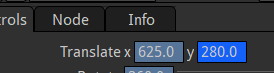 rols Node Info
Translate x 625.0 y 280.0